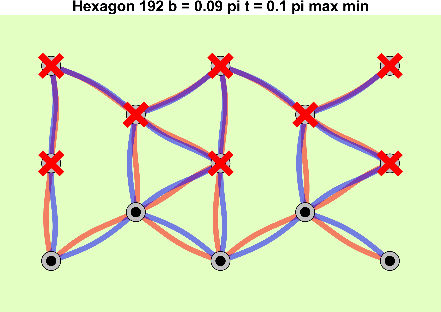 Hexagon 192 b = 0.09 pi t = 0.1 pi max min